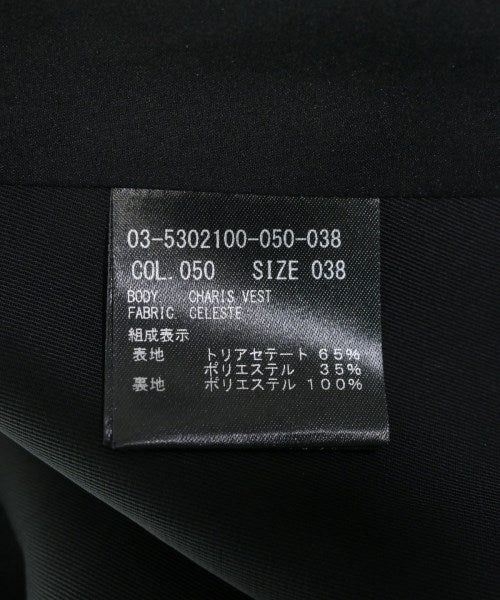 03-5302100-050-038
COL.050 SIZE 038
BODY. CHARIS VEST
FABRIC. CELESTE
組成表示
表地 トリアセテート 65%
ポリエステル 35%
裏地 ポリエステル 100%